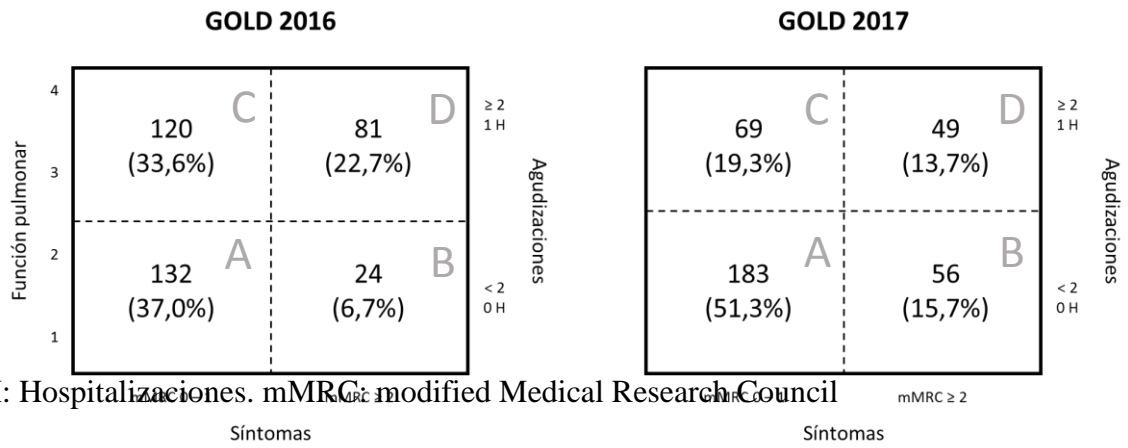 GOLD 2016
4
3
2
1
Función pulmonar
C
120
(33,6%)
D
81
(22,7%)
A
132
(37,0%)
B
24
(6,7%)
≥ 2
1 H
< 2
0 H
Agudizaciones
mMRC ≥ 2
Síntomas
GOLD 2017
C
69
(19,3%)
D
49
(13,7%)
A
183
(51,3%)
B
56
(15,7%)
≥ 2
1 H
< 2
0 H
Agudizaciones
mMRC ≥ 2
Síntomas
: Hospitalizaciones. mMRC: modified Medical Research Council